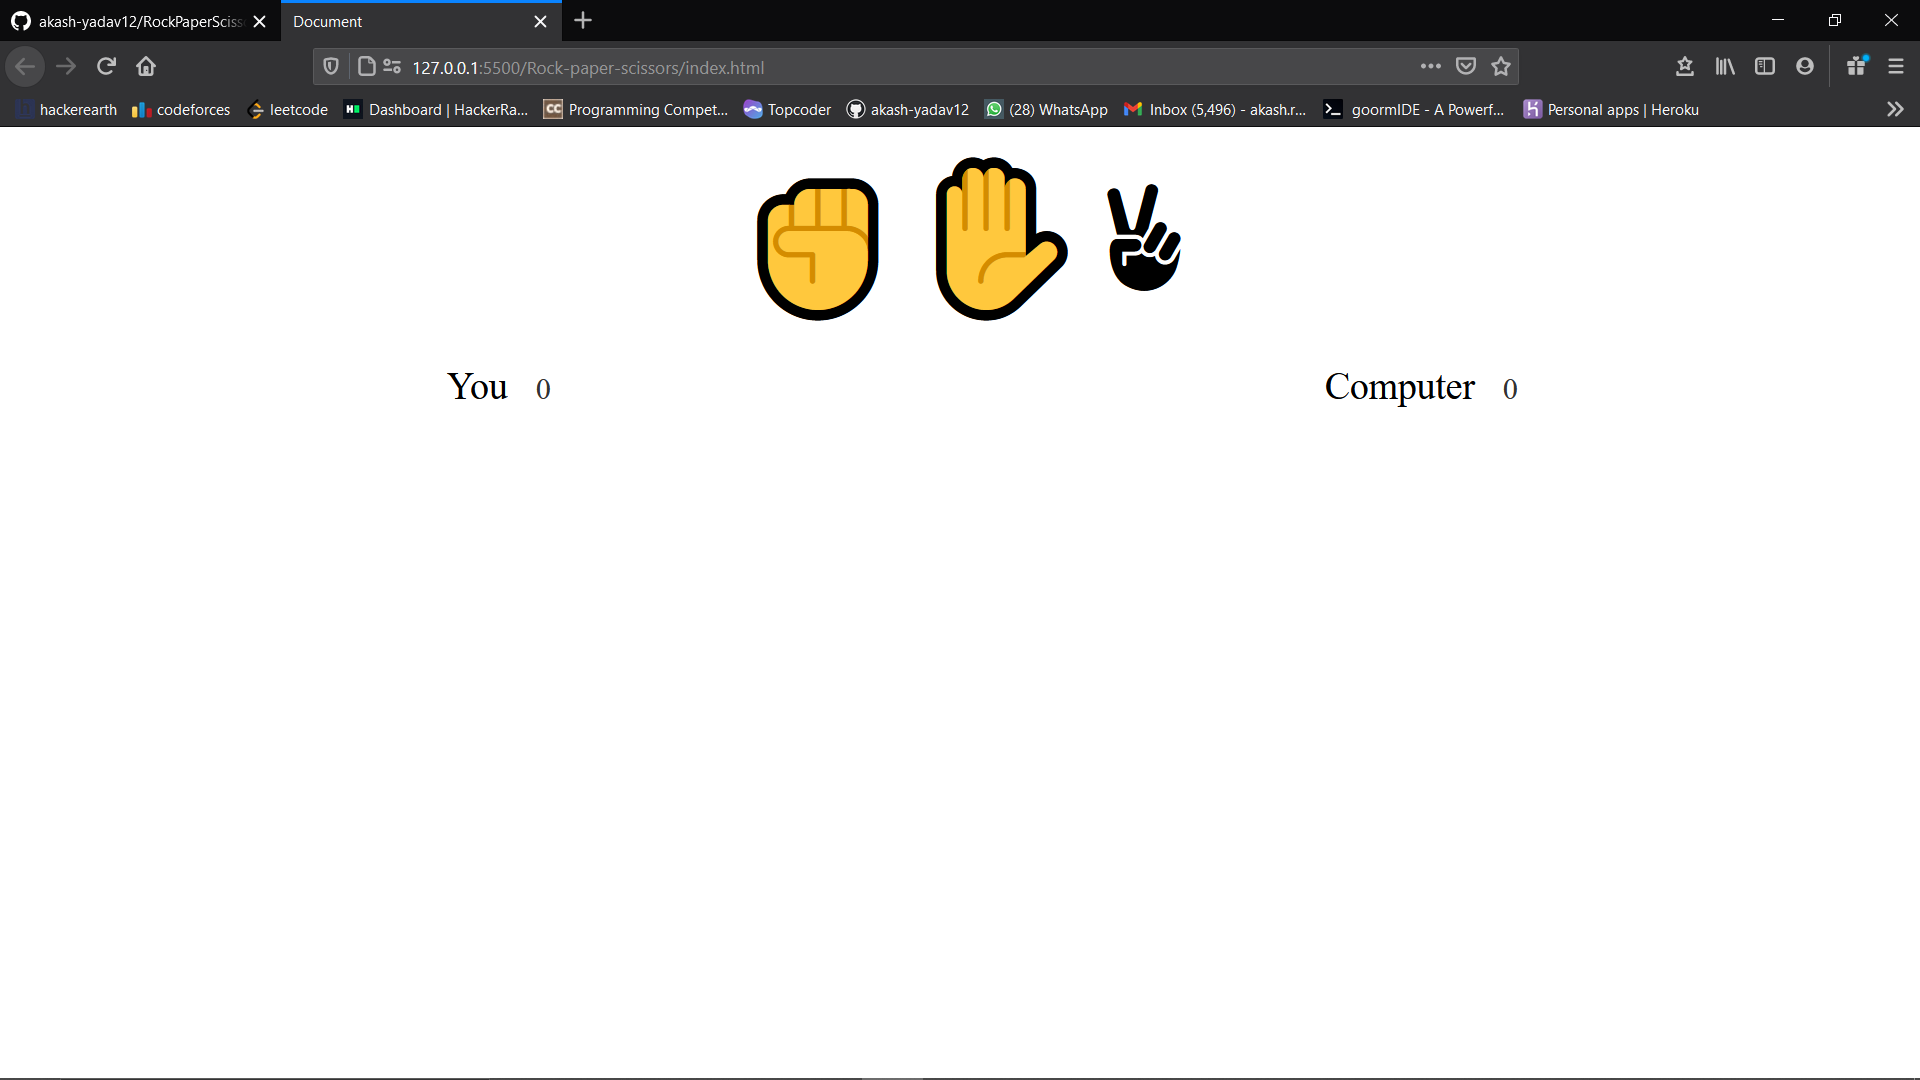 akash-yadav12/RockPaperSciss
Document
127.0.0.1:5500/Rock-paper-scissors/index.html
hackerearth codeforces leetcode Dashboard | HackerRa... Programming Compet... Topcoder akash-yadav12 (28) WhatsApp Inbox (5,496) - akash.r... goormIDE - A Powerf... Personal apps | Heroku
You 0 Computer 0